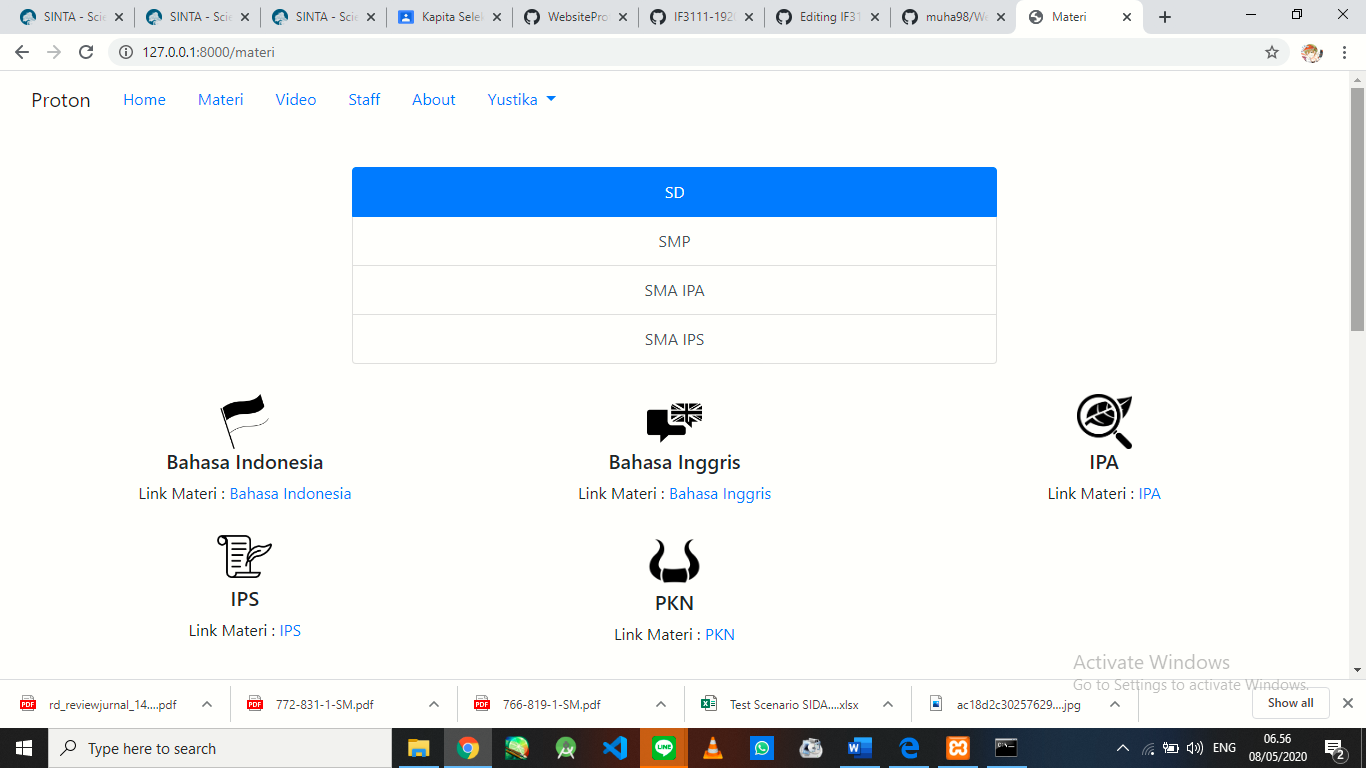 SINTA - Scie
SINTA - Scie
SINTA - Scie
Kapita Sele
WebsitePro
IF3111-192
Editing IF31
muha98/We
Materi
127.0.0.1:8000/materi
Proton Home Materi Video Staff About Yustika
SD
SMP
SMA IPA
SMA IPS
Bahasa Indonesia
Link Materi : Bahasa Indonesia
Bahasa Inggris
Link Materi : Bahasa Inggris
IPA
Link Materi : IPA
IPS
Link Materi : IPS
PKN
Link Materi : PKN
Activate Windows
Go to Settings to activate Windows.
rd_reviewjurnal_14....pdf
772-831-1-SM.pdf
766-819-1-SM.pdf
Test Scenario SIDA....xlsx
ac18d2c30257629....jpg
Show all
Type here to search
ENG
06.56
08/05/2020
2